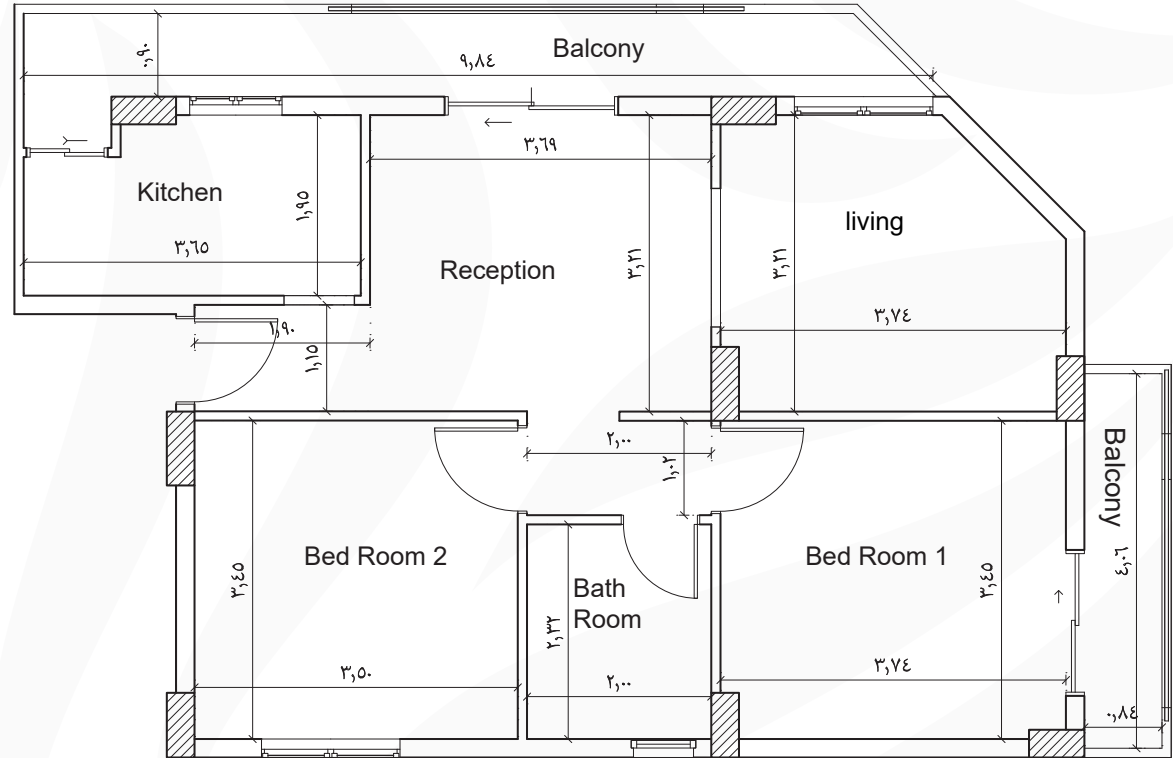 Balcony
٠,٩٠
٩,٨٤
٣,٦٩
Kitchen
١,٩٥
٣,٦٥
Reception
٣,٢١
living
٣,٢١
٣,٧٤
١,٩٠
١,١٥
٢,٠٠
١,٠٢
Bed Room 2
٣,٤٥
٣,٥٠
Bath
Room
٢,٣٢
٢,٠٠
Bed Room 1
٣,٤٥
٣,٧٤
Balcony
٤,٠٦
٠,٨٤